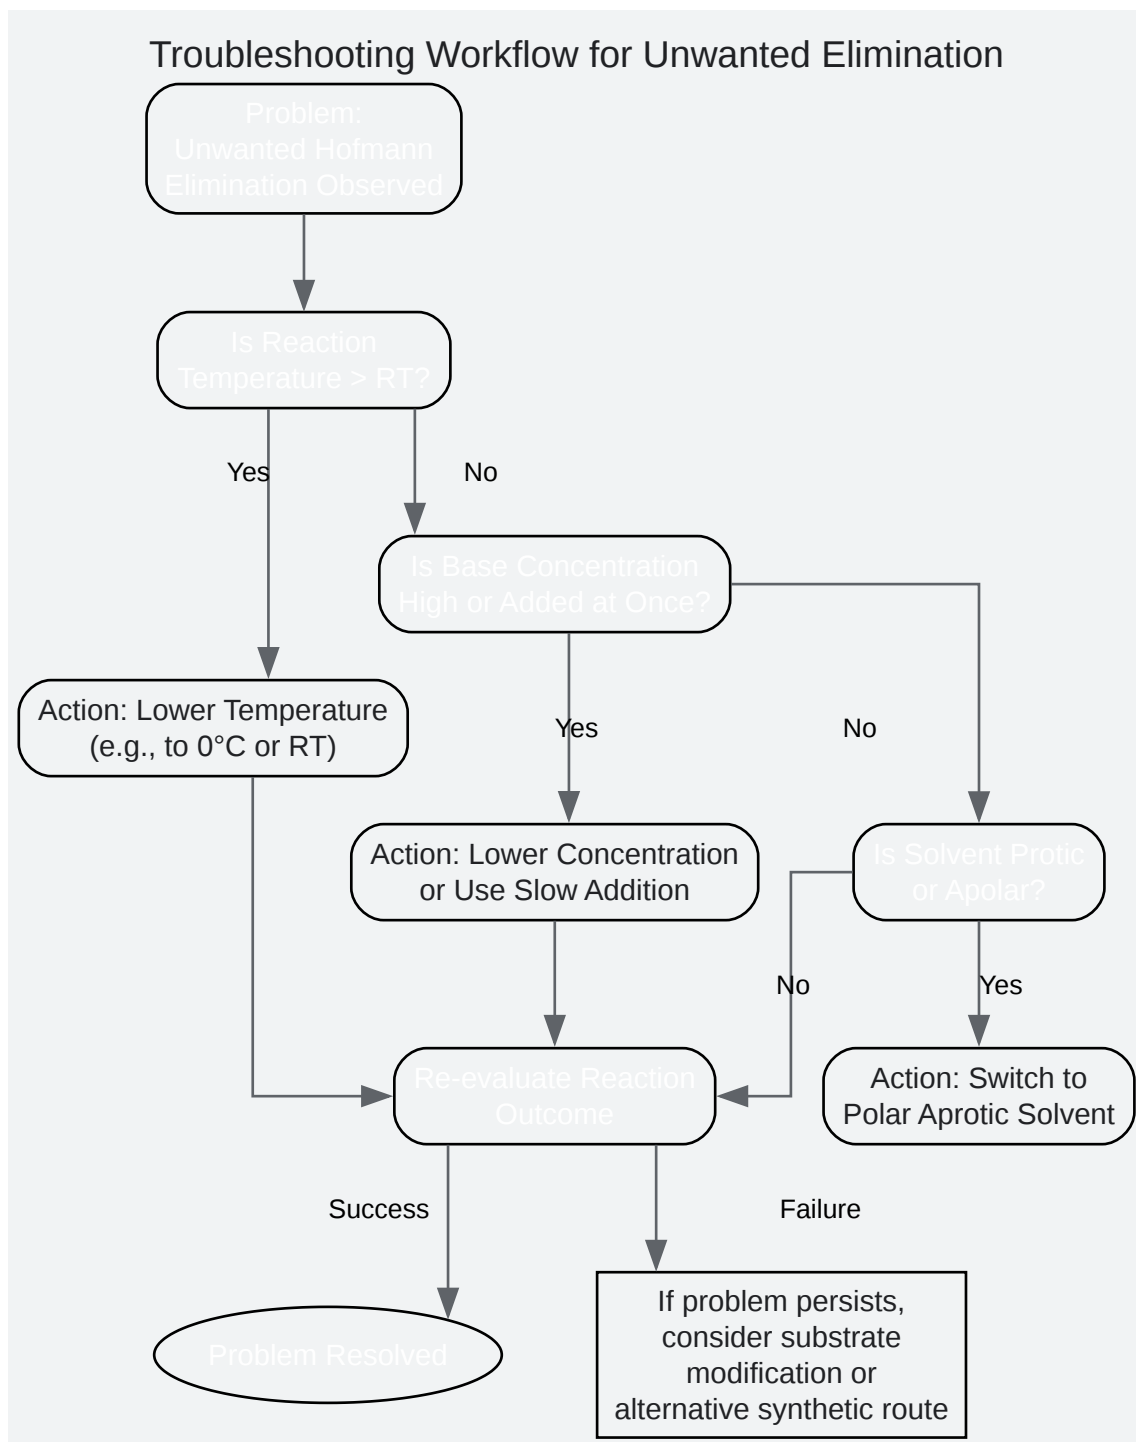 Troubleshooting Workflow for Unwanted Elimination
Problem:
Unwanted Hofmann
Elimination Observed
Is Reaction
Temperature > RT?
Yes
No
Is Base Concentration
High or Added at Once?
Action: Lower Temperature
(e.g., to 0°C or RT)
Yes
No
Action: Lower Concentration
or Use Slow Addition
Is Solvent Protic
or Apolar?
No
Yes
Re-evaluate Reaction
Outcome
Action: Switch to
Polar Aprotic Solvent
Success
Failure
Problem Resolved
If problem persists,
consider substrate
modification or
alternative synthetic route